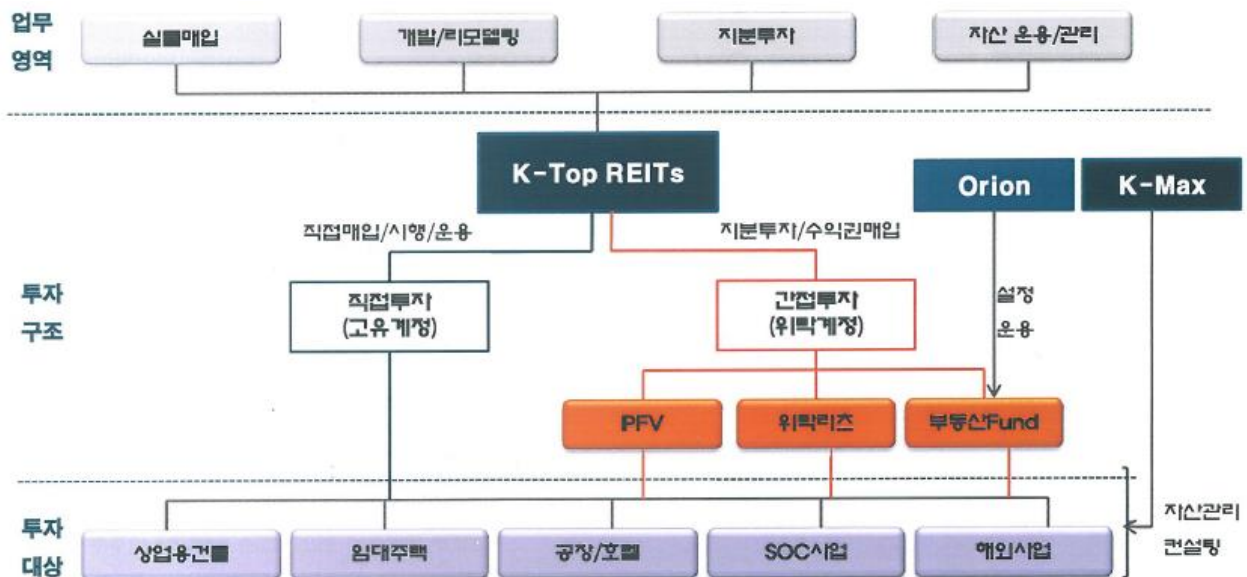 업무
영역
실물매입
개발/리모델링
지분투자
자산 운용/관리
K-Top REITs
Orion
K-Max
직접매입/시행/운용
지분투자/수익권매입
투자
구조
직접투자
(고유계정)
간접투자
(위탁계정)
설정
운용
PFV
위탁리츠
부동산Fund
투자
대상
상업용건물
임대주택
공장/호텔
SOC사업
해외사업
자산관리
컨설팅